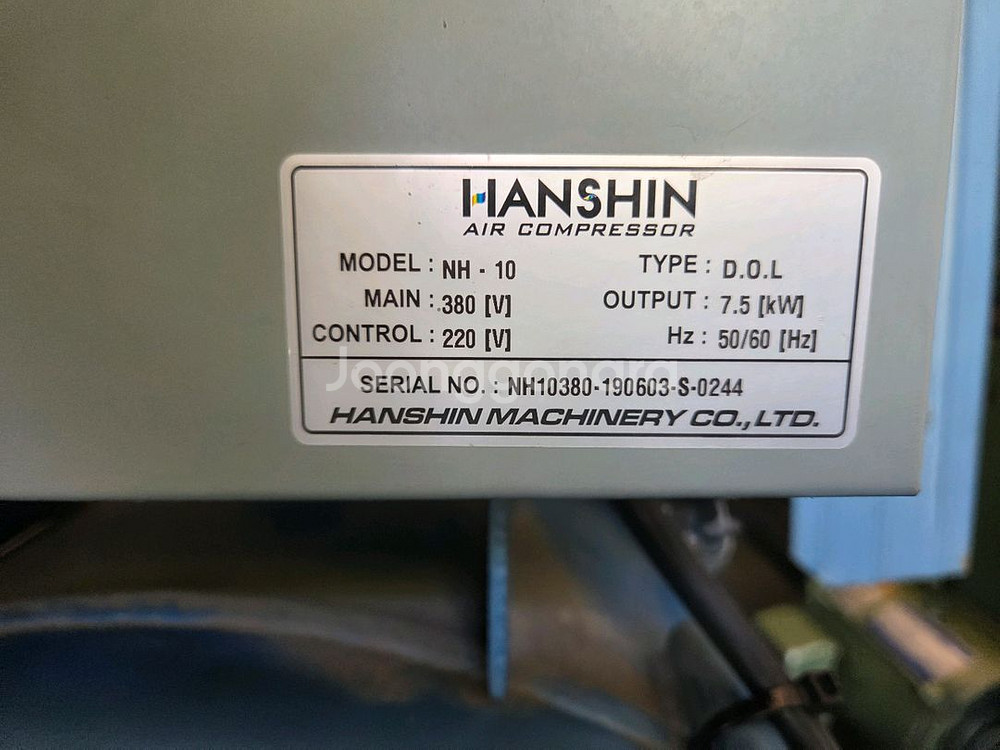 HANSHIN
AIR COMPRESSOR
MODEL : NH - 10 TYPE : D.O.L
MAIN : 380 [V] OUTPUT : 7.5 [kW]
CONTROL : 220 [V] Hz : 50/60 [Hz]
Joonggonara
SERIAL NO. : NH10380-190603-S-0244
HANSHIN MACHINERY CO., LTD.